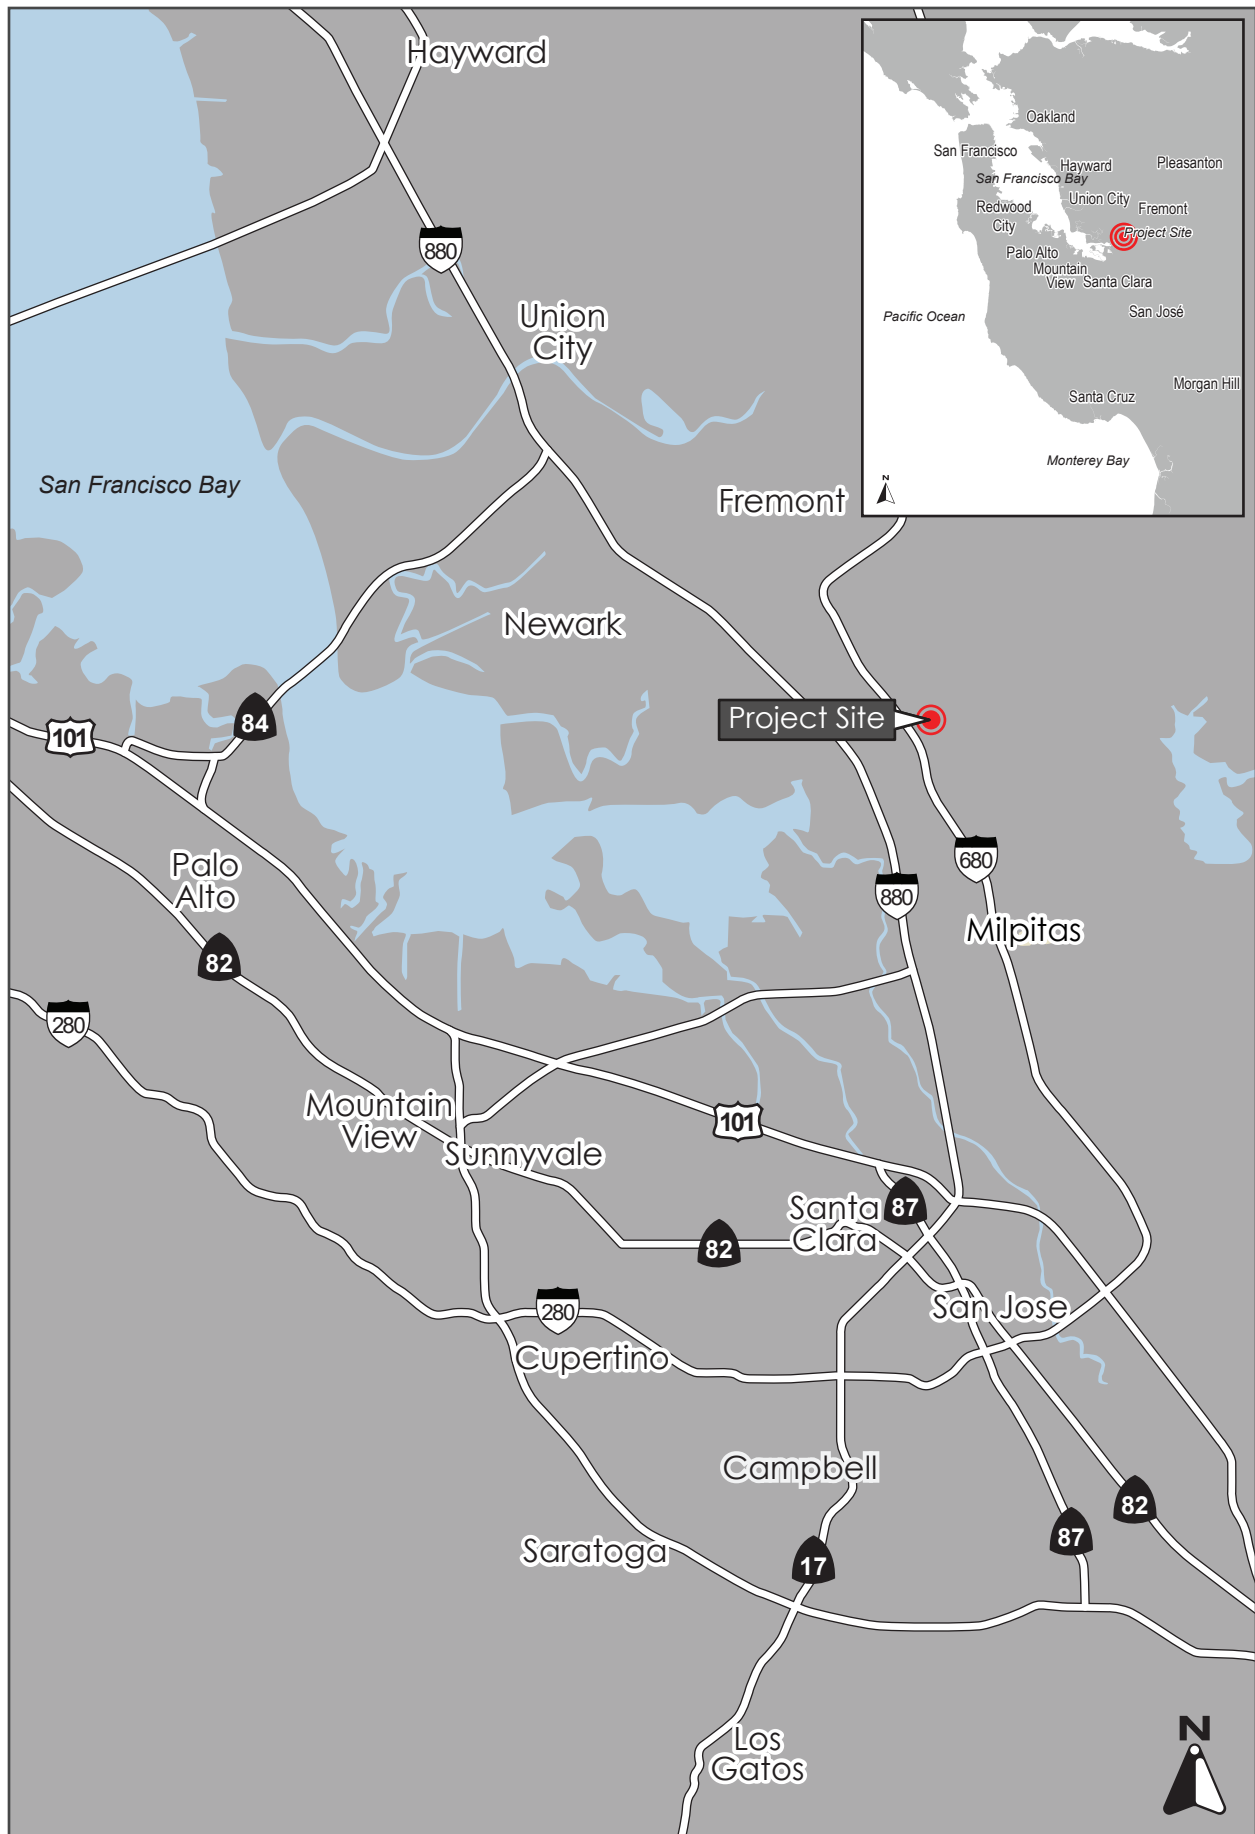 Hayward
880
Union
City
San Francisco Bay
Fremont
Newark
Project Site
84
101
680
Palo
Alto
880
Milpitas
82
280
Mountain
View
101
Sunnyvale
87
Santa
Clara
82
280
San Jose
Cupertino
Campbell
82
87
Saratoga
17
Los
Gatos
N
Oakland
San Francisco
Hayward
Pleasanton
San Francisco Bay
Union City
Redwood
City
Fremont
Project Site
Palo Alto
Mountain
View
Santa Clara
San José
Pacific Ocean
Morgan Hill
Santa Cruz
Monterey Bay
N